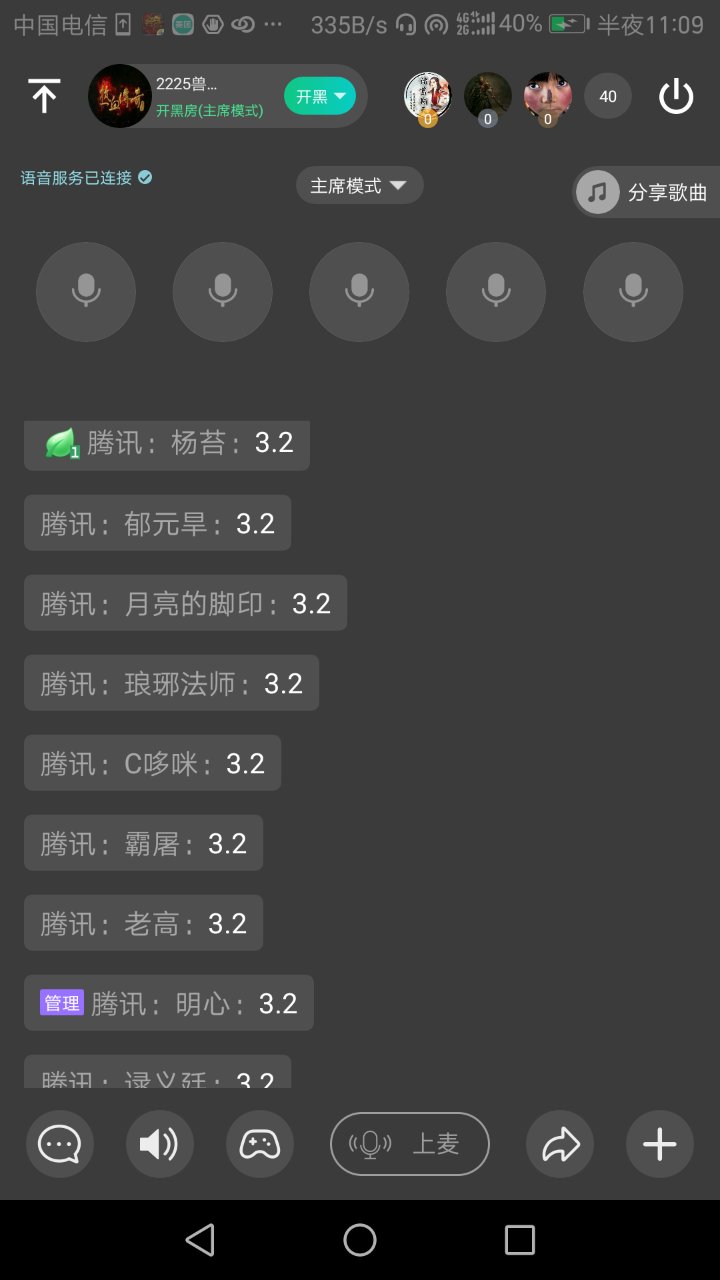 中国电信 英国 ... 335B/s 4G 2G 40% 半夜11:09
2225兽...
开黑房(主席模式)
开黑
0 0 0 40
语音服务已连接
主席模式
分享歌曲
1 腾讯: 杨苔: 3.2
腾讯: 郁元旱: 3.2
腾讯: 月亮的脚印: 3.2
腾讯: 琅琊法师: 3.2
腾讯: C哆咪: 3.2
腾讯: 霸屠: 3.2
腾讯: 老高: 3.2
管理 腾讯: 明心: 3.2
腾讯: 逯义廷: 3.2
上麦